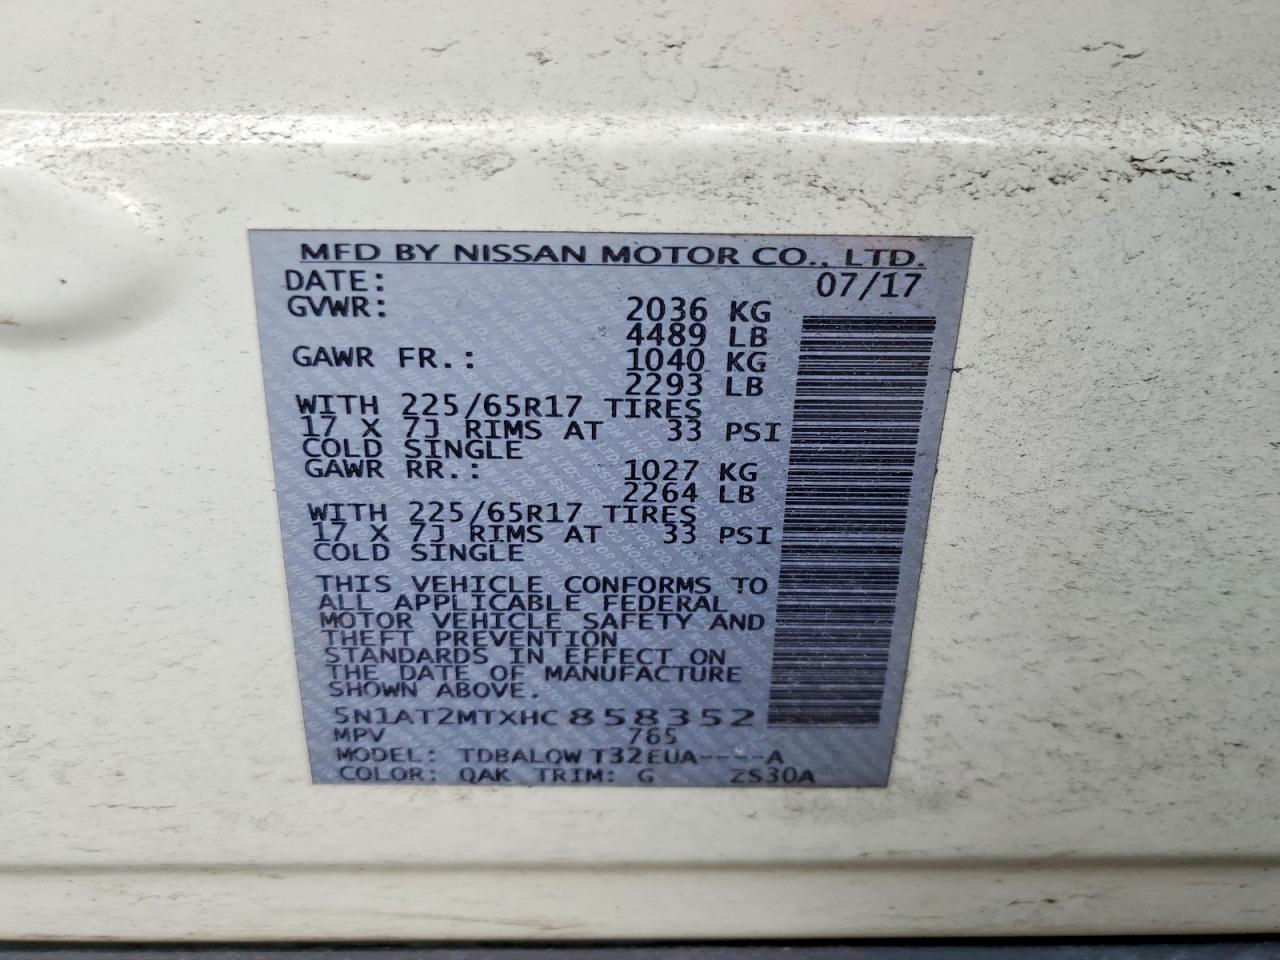 MFD BY NISSAN MOTOR CO., LTD.
DATE: 07/17
GVWR: 2036 KG
4489 LB
GAWR FR.: 1040 KG
2293 LB
WITH 225/65R17 TIRES
17 X 7J RIMS AT 33 PSI
COLD SINGLE
GAWR RR.: 1027 KG
2264 LB
WITH 225/65R17 TIRES
17 X 7J RIMS AT 33 PSI
COLD SINGLE
THIS VEHICLE CONFORMS TO
ALL APPLICABLE FEDERAL
MOTOR VEHICLE SAFETY AND
THEFT PREVENTION
STANDARDS IN EFFECT ON
THE DATE OF MANUFACTURE
SHOWN ABOVE.
5N1AT2MTXHC858352
MPV 765
MODEL: TDBALQW T32EUA----A
COLOR: QAK TRIM: G ZS30A